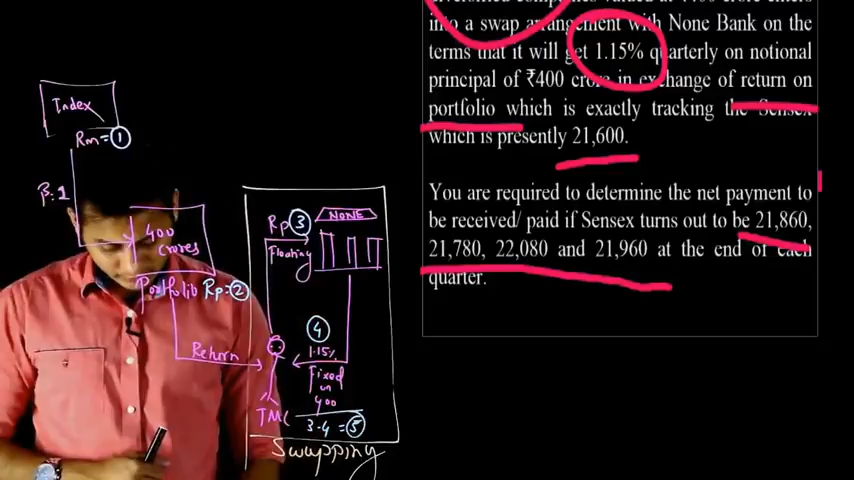 Index
Rm = 1
β:1
400
crores
Portfolio Rp = 2
Return
Rp 3
Floating
NONE
4
1.15%
Fixed
on
400
TMC
3-4 = 5
Swapping
into a swap arrangement with None Bank on the
terms that it will get 1.15% quarterly on notional
principal of ₹400 crore in exchange of return on
portfolio which is exactly tracking the Sensex
which is presently 21,600.
You are required to determine the net payment to
be received/ paid if Sensex turns out to be 21,860,
21,780, 22,080 and 21,960 at the end of each
quarter.